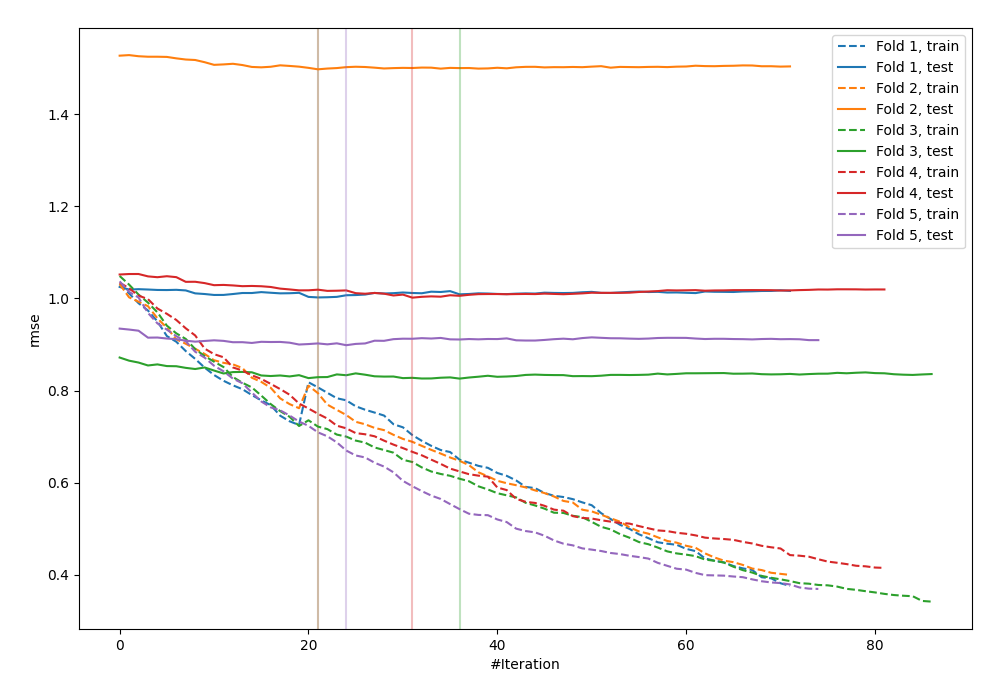 Fold 1, train
Fold 1, test
Fold 2, train
Fold 2, test
Fold 3, train
Fold 3, test
Fold 4, train
Fold 4, test
Fold 5, train
Fold 5, test
rmse
1.4
1.2
1.0
0.8
0.6
0.4
0
20
40
60
80
#Iteration